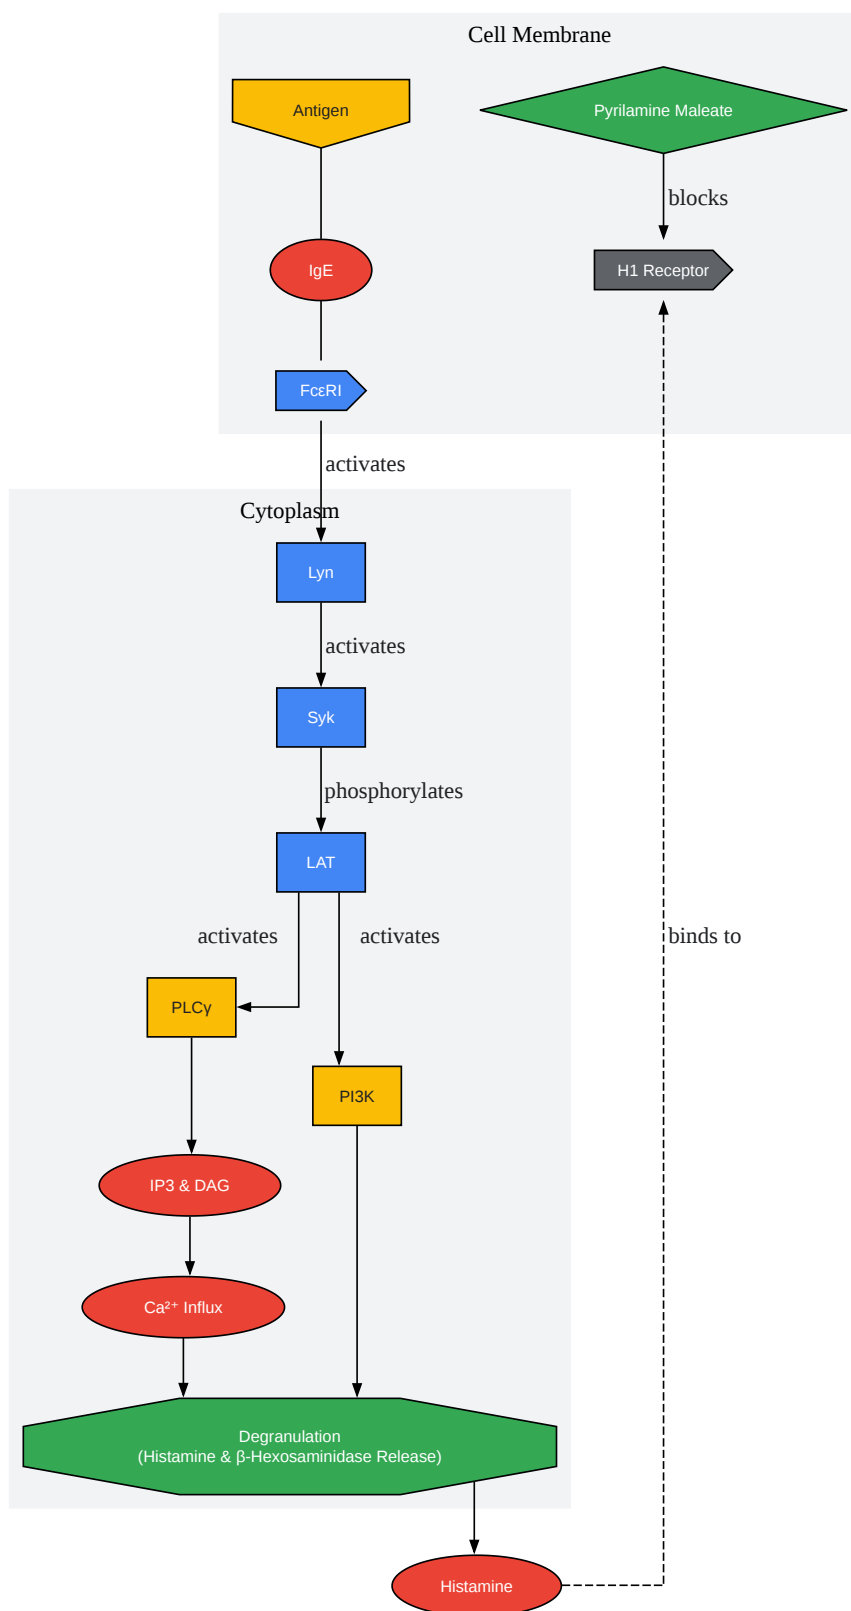 Cell Membrane
Antigen
Pyrilamine Maleate
blocks
IgE
H1 Receptor
FcεRI
activates
Cytoplasm
Lyn
activates
Syk
phosphorylates
LAT
activates
activates
binds to
PLCγ
PI3K
IP3 & DAG
Ca²⁺ Influx
Degranulation
(Histamine & β-Hexosaminidase Release)
Histamine